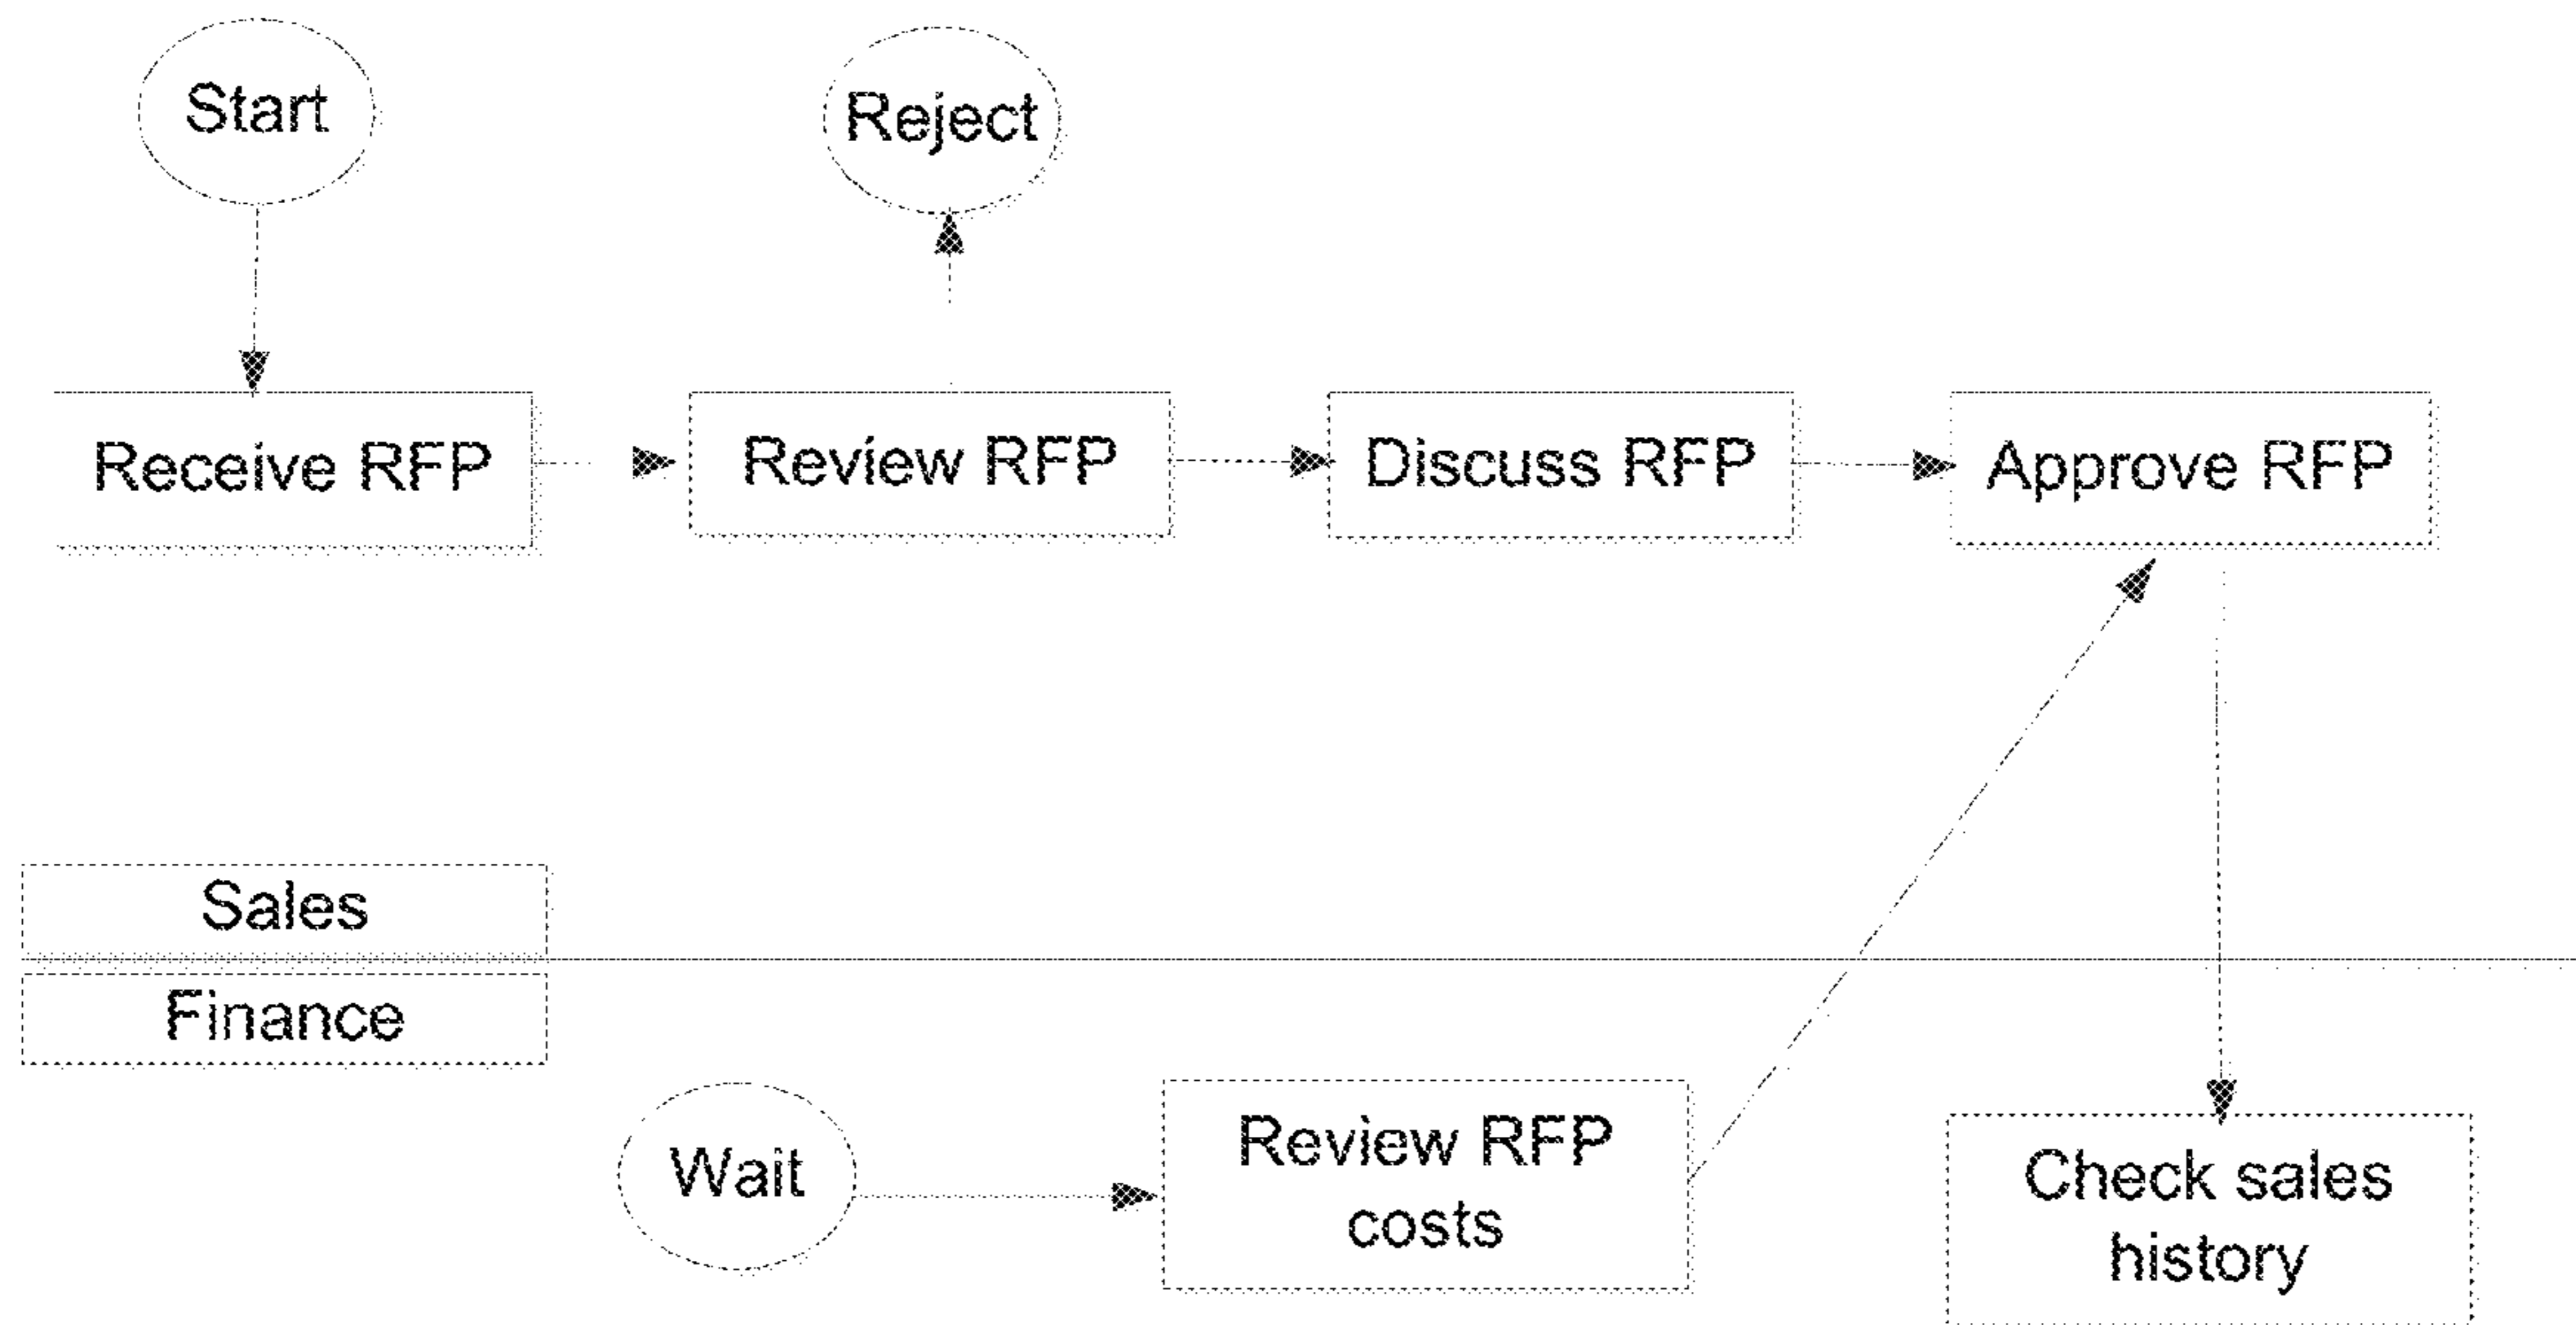 Start
Reject
Receive RFP
Review RFP
Discuss RFP
Approve RFP
Sales
Finance
Wait
Review RFP
costs
Check sales
history